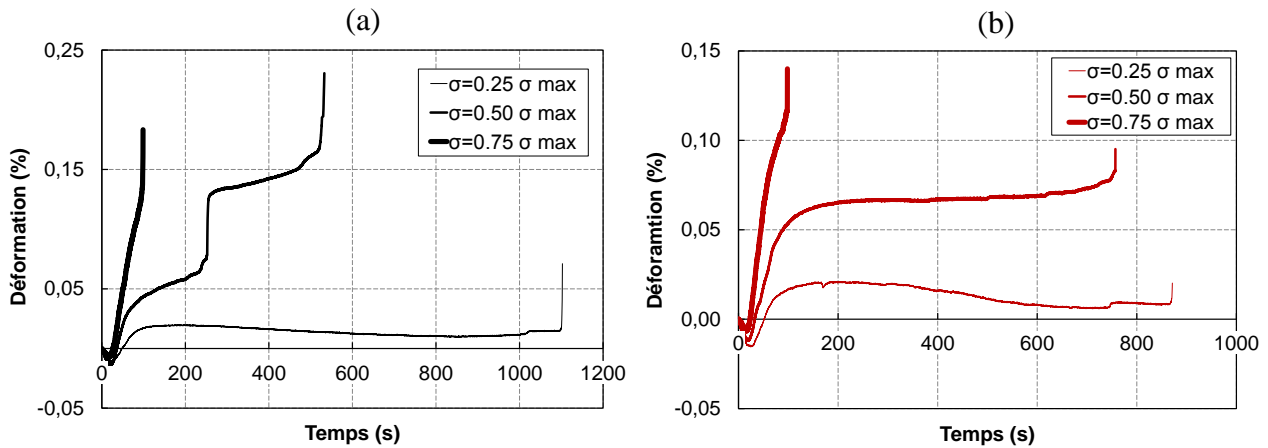 (a)
0,25
0,15
0,05
-0,05
Déformation (%)
σ=0.25 σ max
σ=0.50 σ max
σ=0.75 σ max
0 200 400 600 800 1000 1200
Temps (s)
(b)
0.15
0.10
0.05
0.00
-0.05
Déforamtion (%)
σ=0.25 σ max
σ=0.50 σ max
σ=0.75 σ max
0 200 400 600 800 1000
Temps (s)